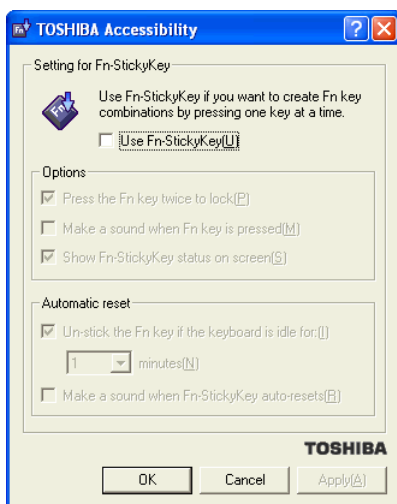 TOSHIBA Accessibility
Setting for Fn-StickyKey
Fn
Use Fn-StickyKey if you want to create Fn key
combinations by pressing one key at a time.
Use Fn-StickyKey(U)
Options
Press the Fn key twice to lock(P)
Make a sound when Fn key is pressed(M)
Show Fn-StickyKey status on screen(S)
Automatic reset
Un-stick the Fn key if the keyboard is idle for:(I)
1 minutes(N)
Make a sound when Fn-StickyKey auto-resets(R)
TOSHIBA
OK Cancel Apply(A)